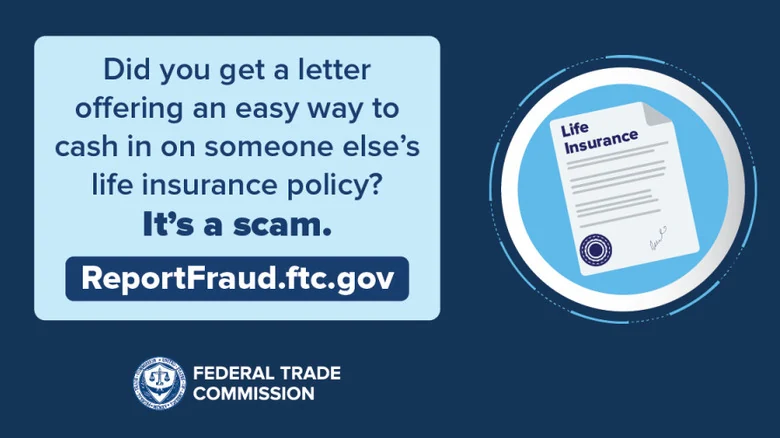 Did you get a letter
offering an easy way to
cash in on someone else’s
life insurance policy?
It’s a scam.
ReportFraud.ftc.gov
Life
Insurance
FEDERAL TRADE
COMMISSION